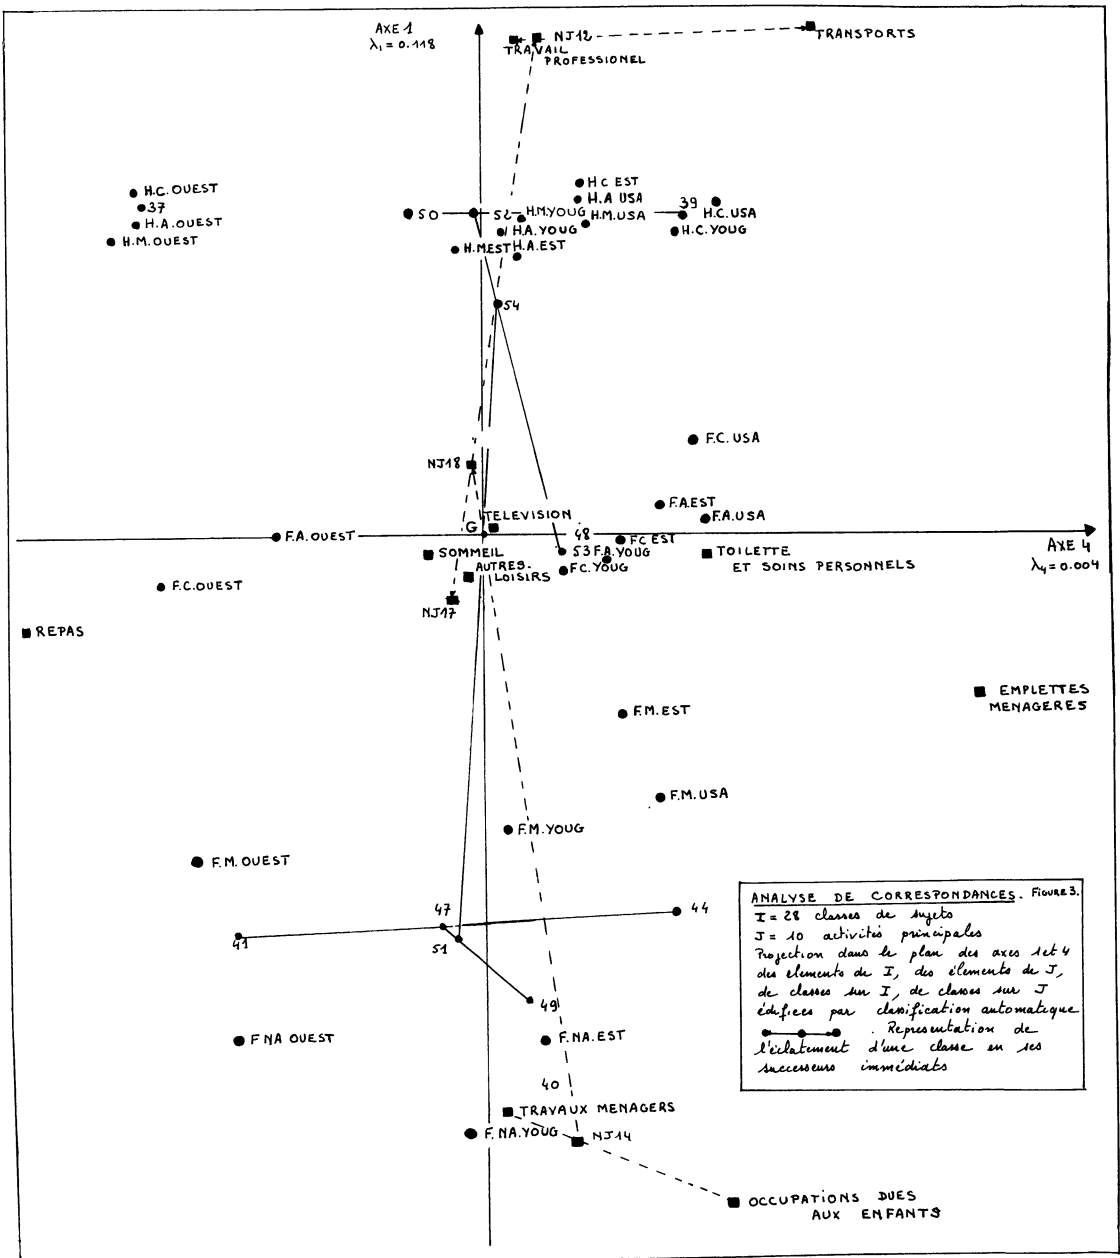 AXE 1
λ₁ = 0.118
NJ12
TRANSPORTS
TRAVAIL
PROFESSIONEL
H.C. OUEST
37
H.A. OUEST
H.M. OUEST
H C EST
H.A USA
39
50
52
H.M.YOUG
H.M.USA
H.C.USA
H.A. YOUG
H.C.YOUG
H.M.EST
H.A.EST
54
F.C. USA
NJ18
F.A.EST
TELEVISION
F.A.USA
G
48
F.A. OUEST
FC EST
AXE 4
λ₄ = 0.004
SOMMEIL
53
F.A.YOUG
TOILETTE
ET SOINS PERSONNELS
AUTRES.
LOISIRS
FC.YOUG
F.C.OUEST
NJ17
REPAS
EMPLETTES
MENAGERES
F.M.EST
F.M.USA
F.M.YOUG
F.M.OUEST
47
44
41
51
49
F NA OUEST
F.NA.EST
40
TRAVAUX MENAGERS
F.NA.YOUG
NJ14
OCCUPATIONS DUES
AUX ENFANTS
ANALYSE DE CORRESPONDANCES. FIGURE 3.
I = 28 classes de sujets
J = 10 activités principales
Projection dans le plan des axes 1 et 4
des elements de I, des élements de J,
de classes sur I, de classes sur J
édifiees par classification automatique
. Representation de
l'éclatement d'une classe en ses
successeurs immédiats